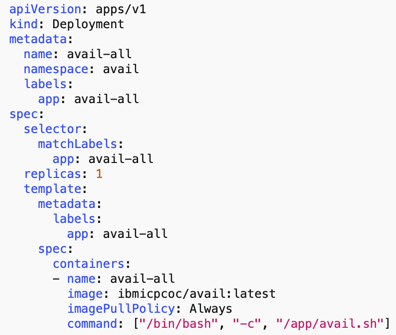 apiVersion: apps/v1
kind: Deployment
metadata:
  name: avail-all
  namespace: avail
  labels:
    app: avail-all
spec:
  selector:
    matchLabels:
      app: avail-all
  replicas: 1
  template:
    metadata:
      labels:
        app: avail-all
    spec:
      containers:
      - name: avail-all
        image: ibmicpcoc/avail:latest
        imagePullPolicy: Always
        command: ["/bin/bash", "-c", "/app/avail.sh"]